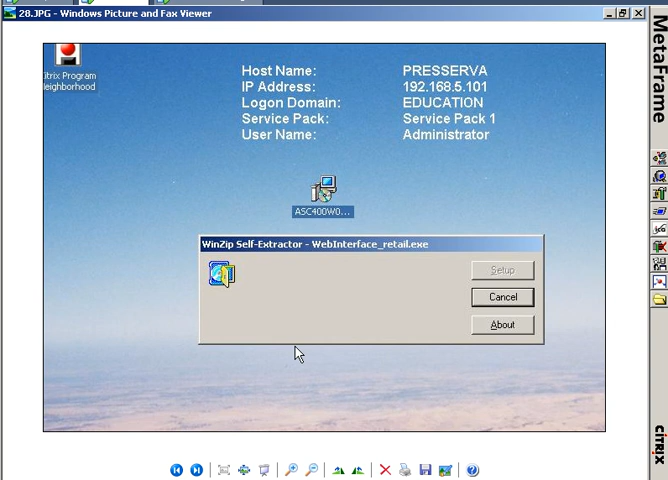 28.JPG - Windows Picture and Fax Viewer
Citrix Program
Neighborhood
Host Name: PRESSERVA
IP Address: 192.168.5.101
Logon Domain: EDUCATION
Service Pack: Service Pack 1
User Name: Administrator
ASC400W0...
WinZip Self-Extractor - WebInterface_retail.exe
Setup
Cancel
About
MetaFrame
CITRIX